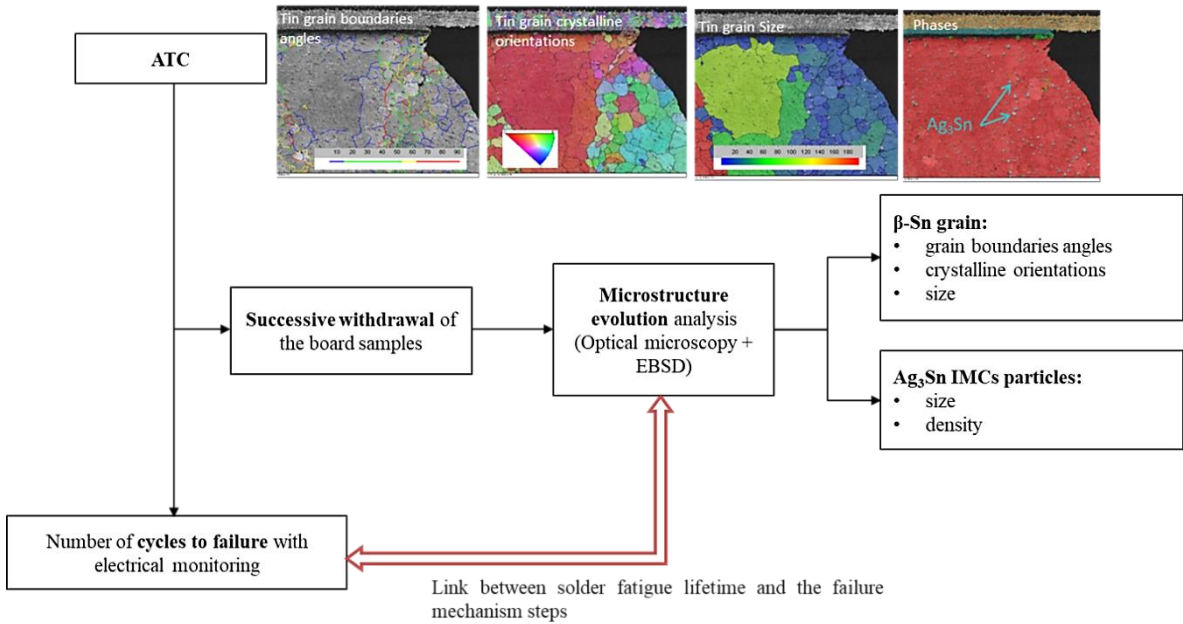 Tin grain boundaries
angles
Tin grain crystalline
orientations
Tin grain Size
Phases
Ag₃Sn
10 20 30 40 50 60 70 80 90
20 40 60 80 100 120 140 160 180
ATC
Successive withdrawal of
the board samples
Microstructure
evolution analysis
(Optical microscopy +
EBSD)
β-Sn grain:
• grain boundaries angles
• crystalline orientations
• size
Ag₃Sn IMCs particles:
• size
• density
Number of cycles to failure with
electrical monitoring
Link between solder fatigue lifetime and the failure
mechanism steps